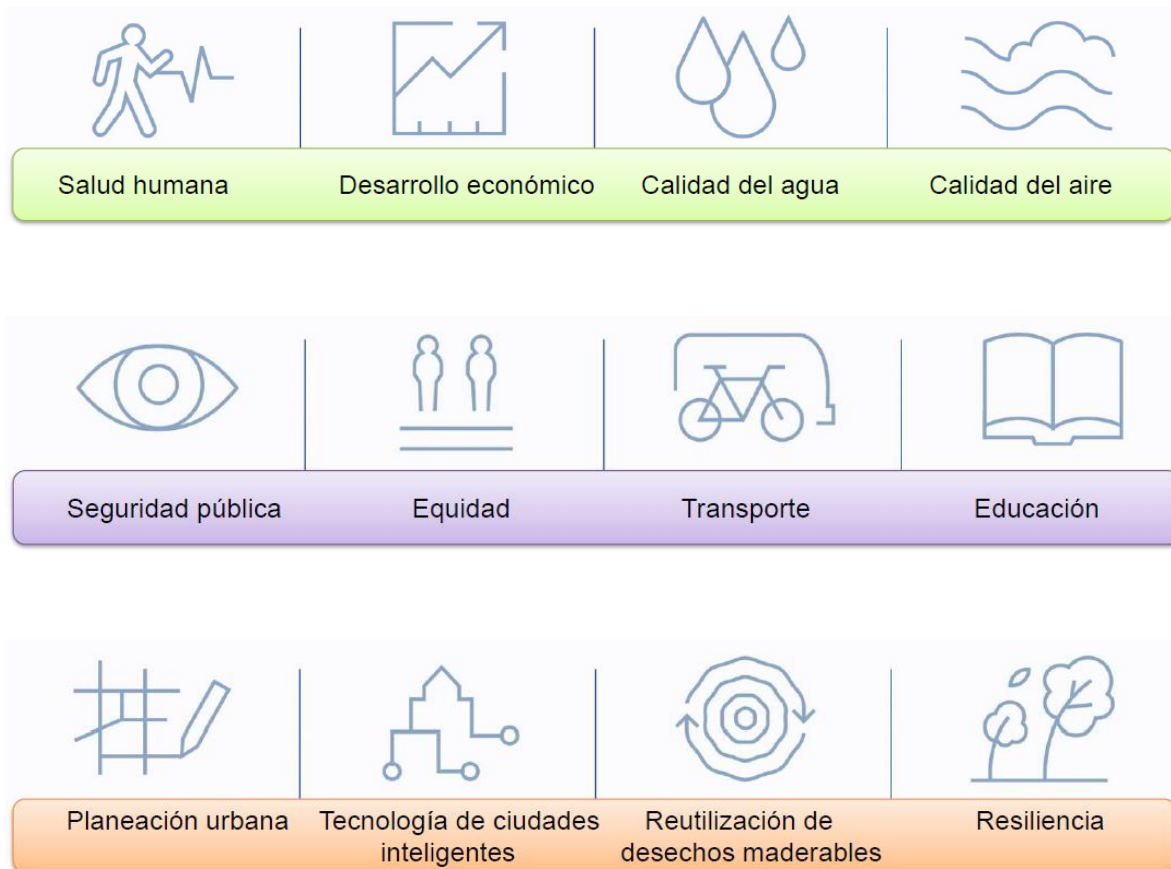 Salud humana
Desarrollo económico
Calidad del agua
Calidad del aire
Seguridad pública
Equidad
Transporte
Educación
Planeación urbana
Tecnología de ciudades
inteligentes
Reutilización de
desechos maderables
Resiliencia